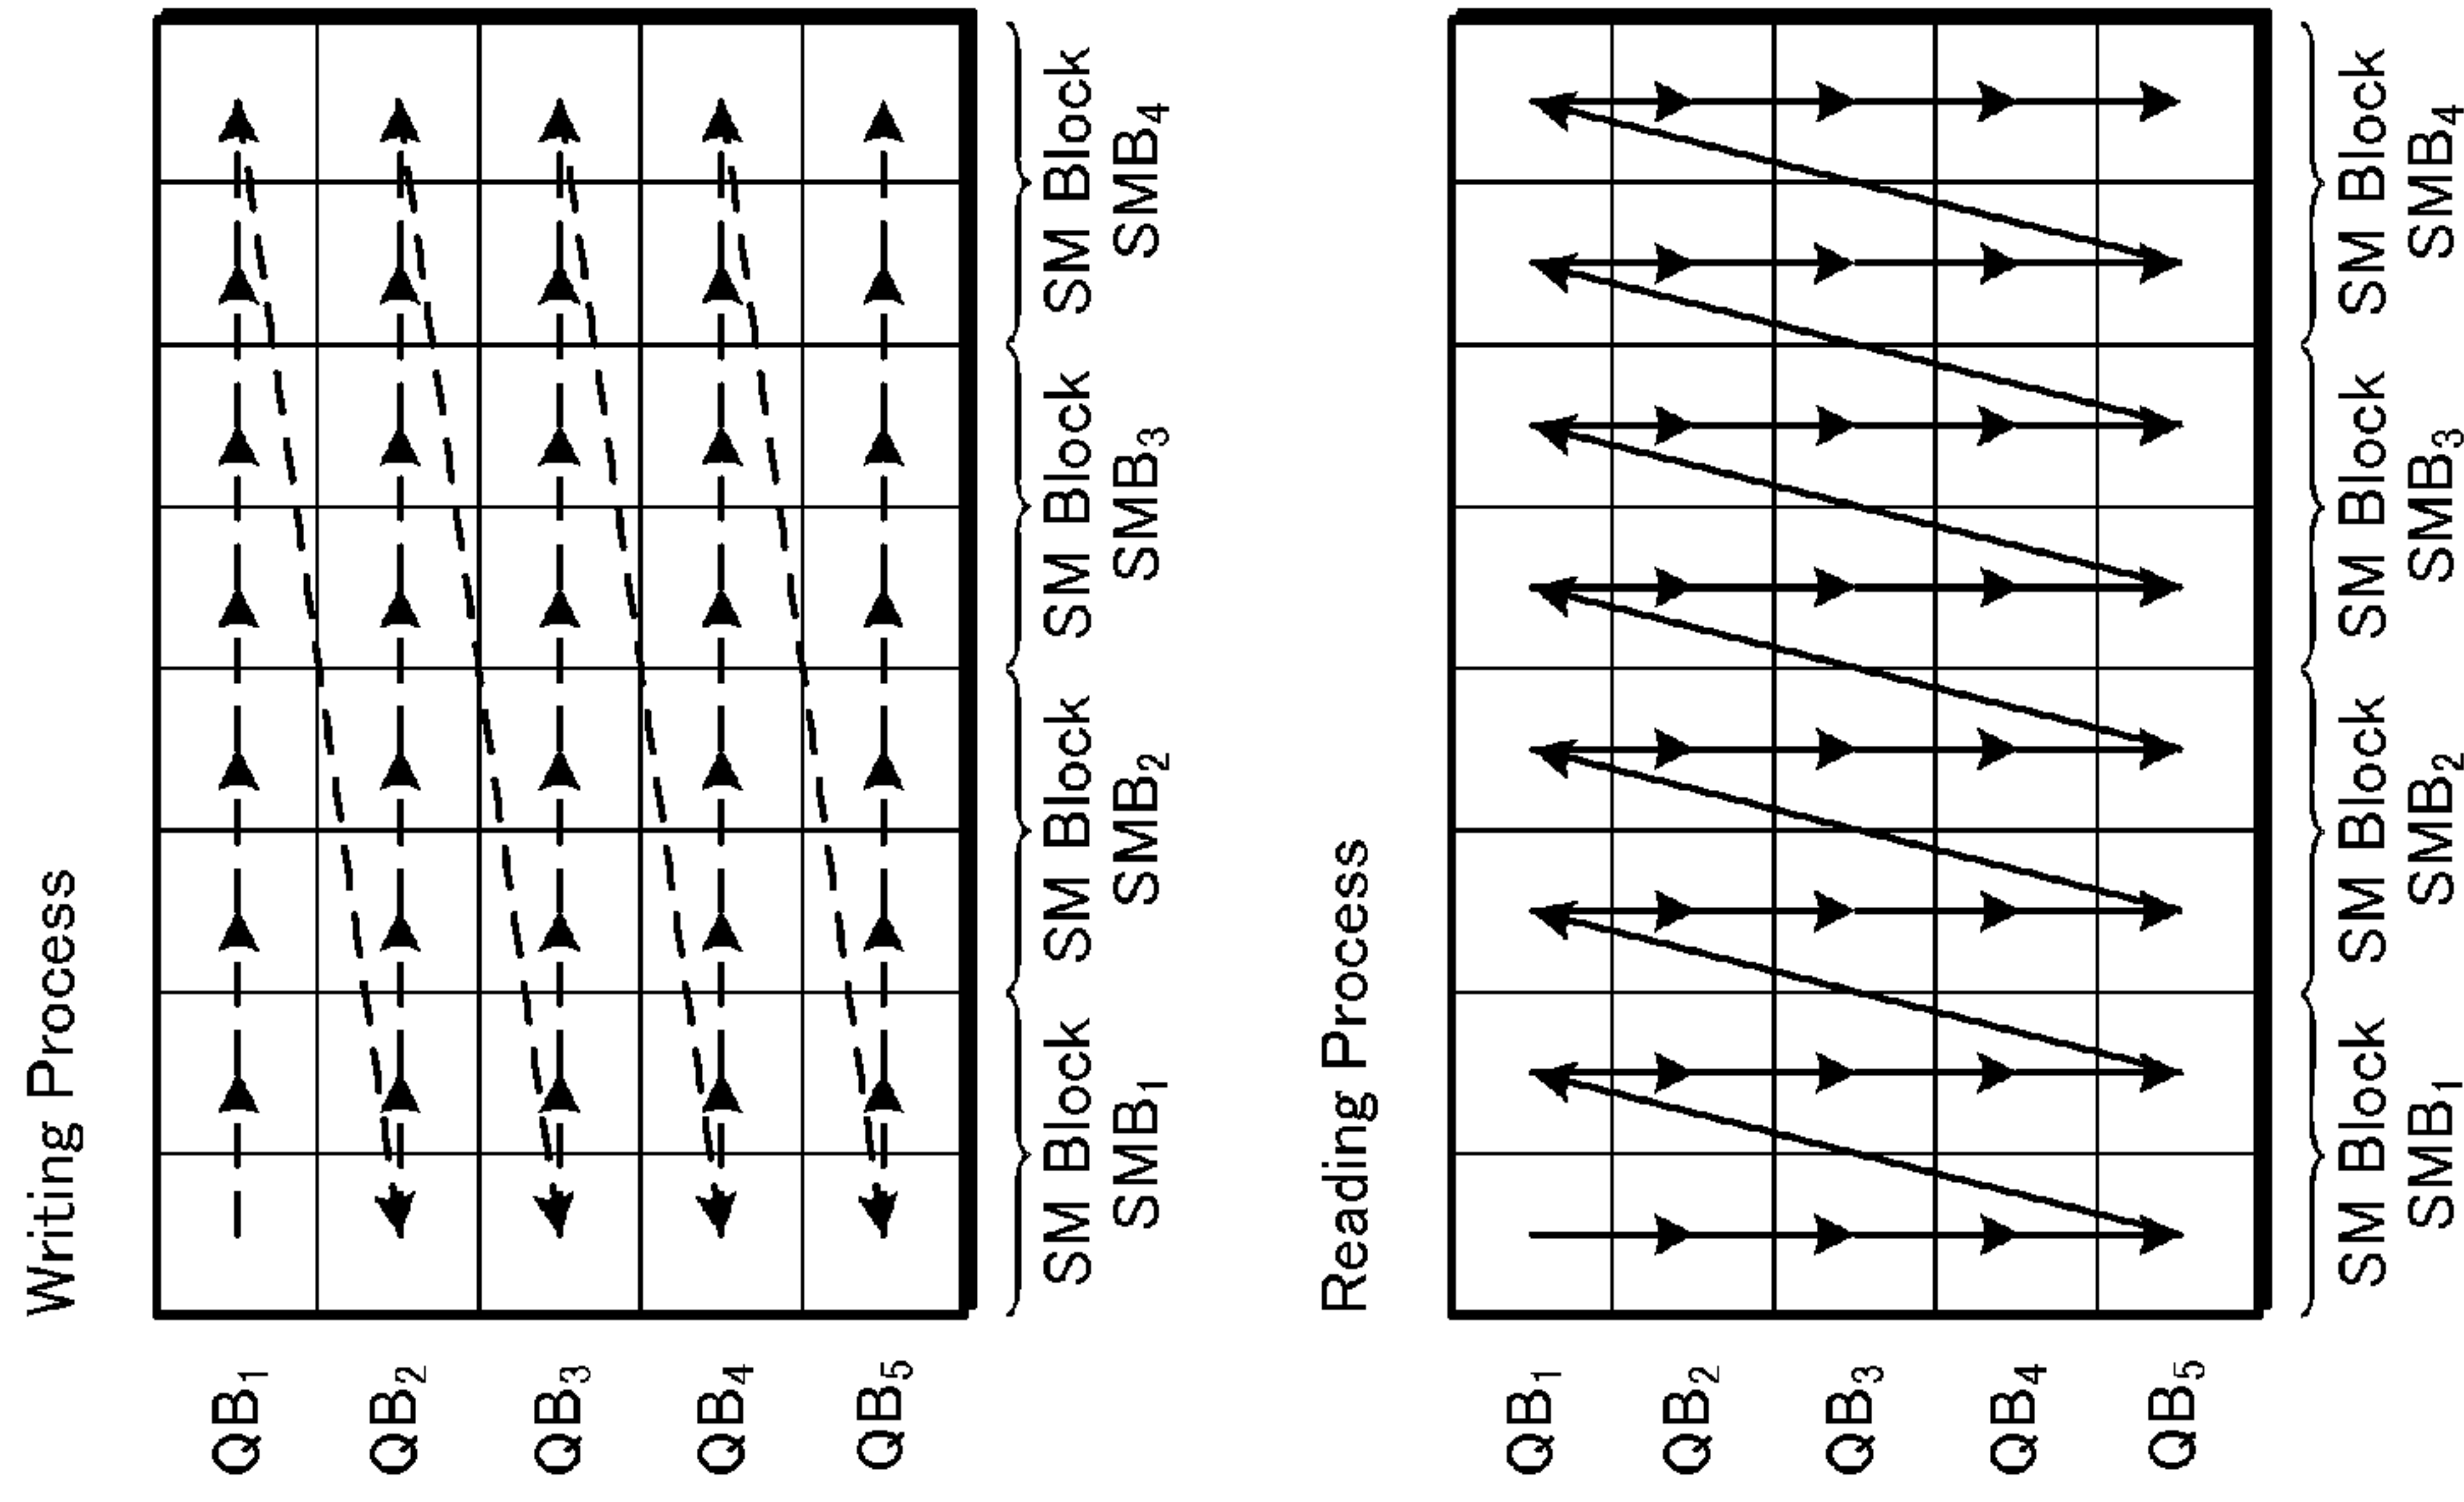 Writing Process
QB₁
QB₂
QB₃
QB₄
QB₅
SM Block SM Block SM Block SM Block
SMB₁ SMB₂ SMB₃ SMB₄
Reading Process
QB₁
QB₂
QB₃
QB₄
QB₅
SM Block SM Block SM Block SM Block
SMB₁ SMB₂ SMB₃ SMB₄